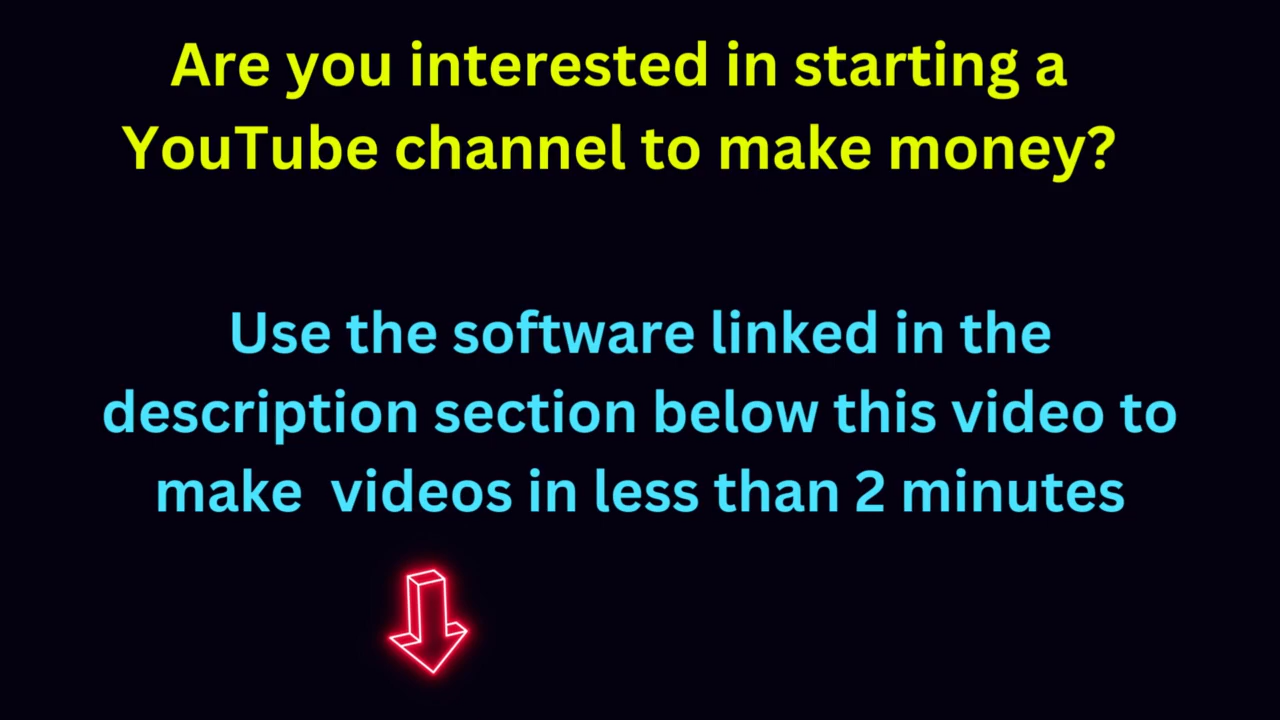 Are you interested in starting a
YouTube channel to make money?
Use the software linked in the
description section below this video to
make  videos in less than 2 minutes